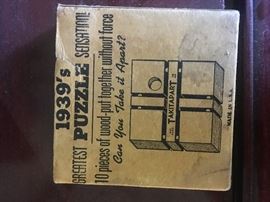 1939's
GREATEST PUZZLE SENSATION!
10 pieces of wood-put together without force
Can You Take it Apart?
TAKITAPART
MADE IN U.S.A.